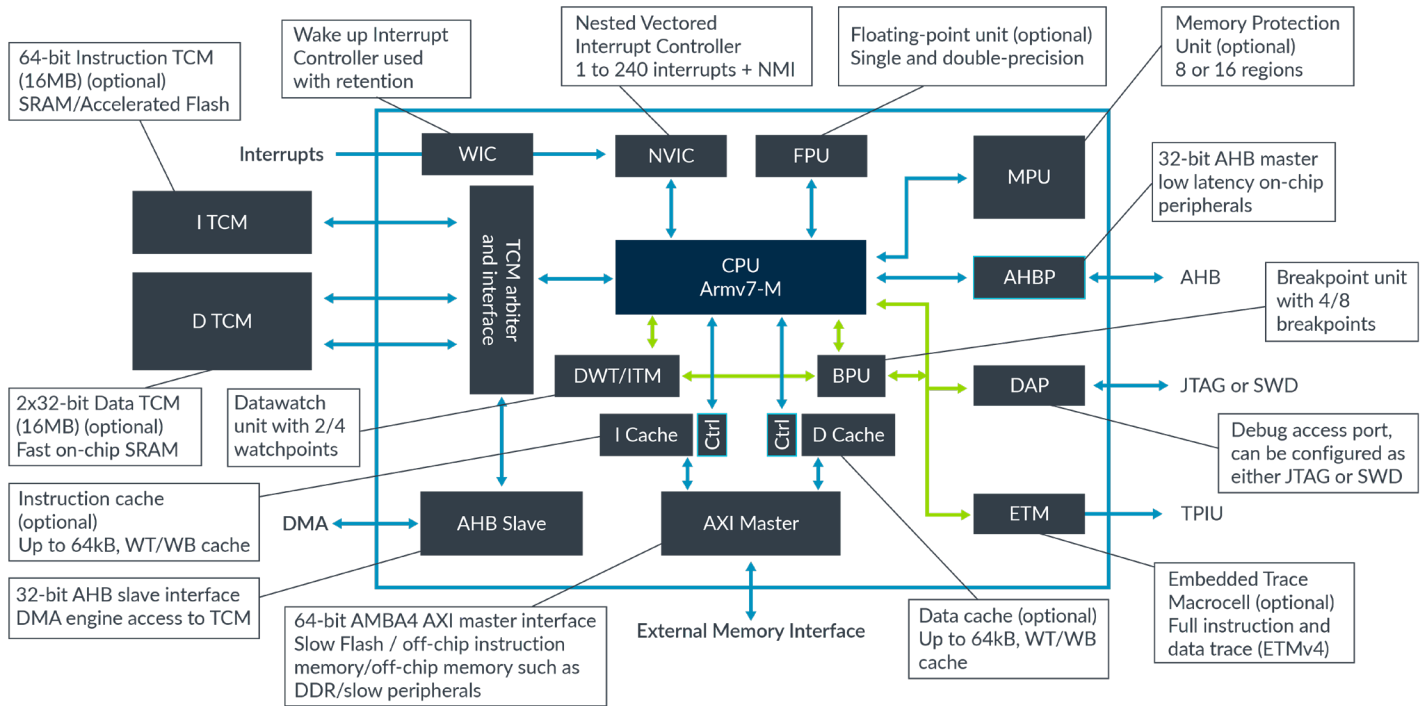 64-bit Instruction TCM
(16MB) (optional)
SRAM/Accelerated Flash
Wake up Interrupt
Controller used
with retention
Nested Vectored
Interrupt Controller
1 to 240 interrupts + NMI
Floating-point unit (optional)
Single and double-precision
Memory Protection
Unit (optional)
8 or 16 regions
Interrupts
WIC
NVIC
FPU
MPU
32-bit AHB master
low latency on-chip
peripherals
I TCM
D TCM
TCM arbiter
and interface
CPU
Armv7-M
AHBP
AHB
Breakpoint unit
with 4/8
breakpoints
DWT/ITM
BPU
DAP
JTAG or SWD
2x32-bit Data TCM
(16MB) (optional)
Fast on-chip SRAM
Datawatch
unit with 2/4
watchpoints
I Cache
Ctrl
Ctrl
D Cache
Debug access port,
can be configured as
either JTAG or SWD
Instruction cache
(optional)
Up to 64kB, WT/WB cache
DMA
AHB Slave
AXI Master
ETM
TPIU
32-bit AHB slave interface
DMA engine access to TCM
64-bit AMBA4 AXI master interface
Slow Flash / off-chip instruction
memory/off-chip memory such as
DDR/slow peripherals
External Memory Interface
Data cache (optional)
Up to 64kB, WT/WB
cache
Embedded Trace
Macrocell (optional)
Full instruction and
data trace (ETMv4)